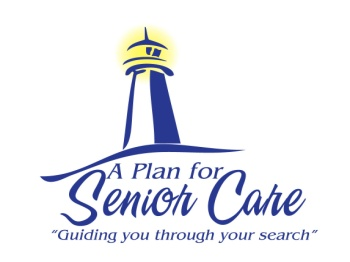 A Plan for
Senior Care
“Guiding you through your search”